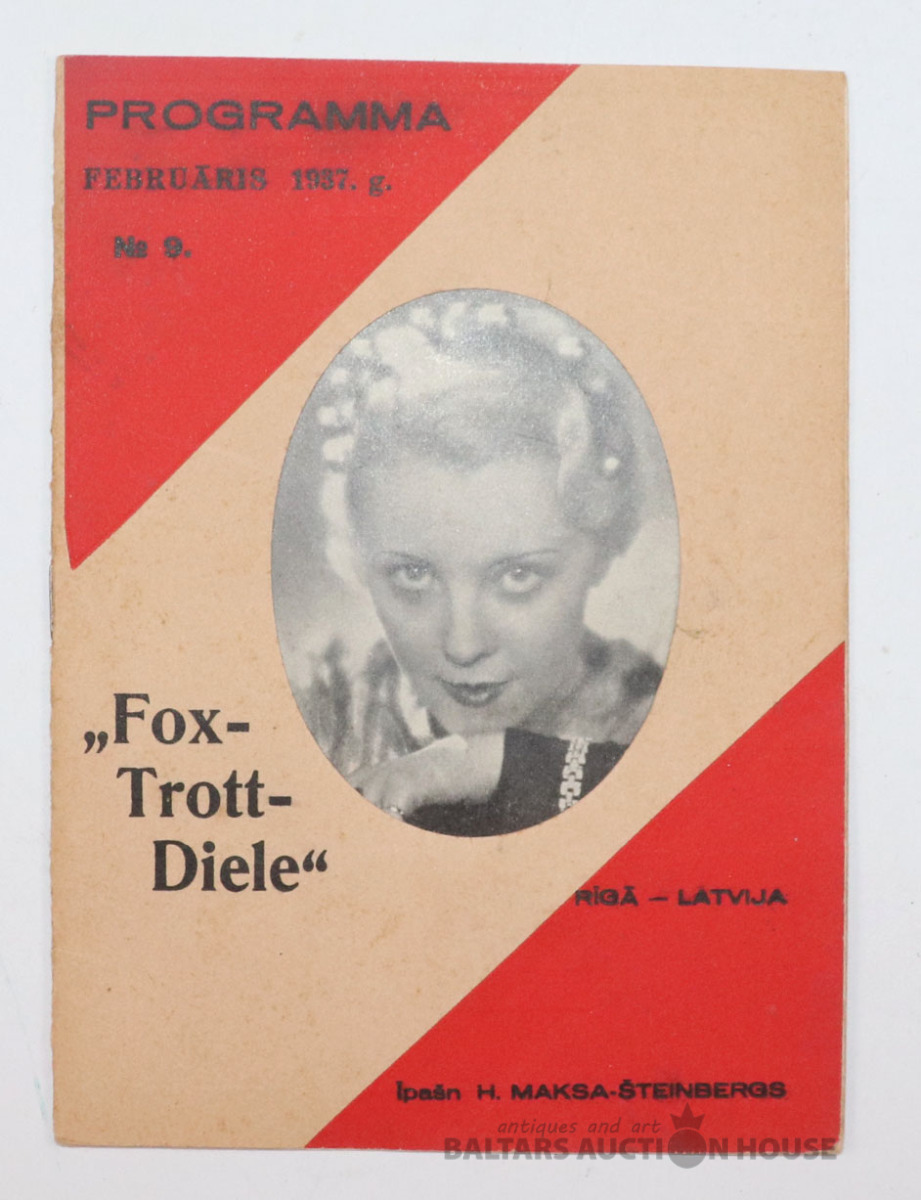 PROGRAMMA
FEBRUĀRIS 1937. g.
№ 9.
„Fox-
Trott-
Diele“
RĪGĀ — LATVIJA
Īpašn H. MAKSA-ŠTEINBERGS
antiques and art
BALTARS AUCTION HOUSE